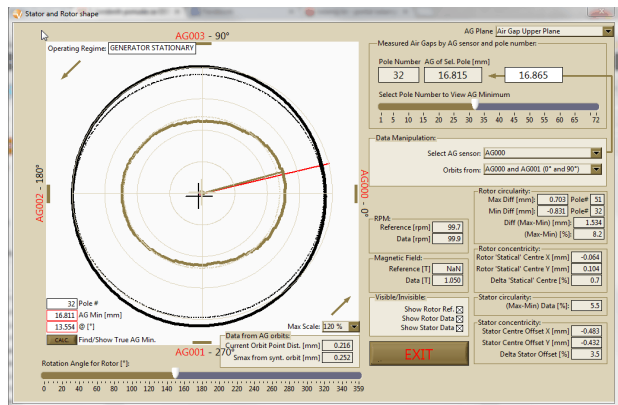 Stator and Rotor shape
AG Plane Air Gap Upper Plane
AG003 - 90°
Operating Regime: GENERATOR STATIONARY
Measured Air Gaps by AG sensor and pole number:
Pole Number AG of Sel. Pole [mm]
32 16.815 16.865
Select Pole Number to View AG Minimum
1 5 10 15 20 25 30 35 40 45 50 55 60 65 72
Data Manipulation:
Select AG sensor: AG000
Orbits from: AG000 and AG001 (0° and 90°)
AG002 - 180°
AG000 - 0°
Rotor circularity:
Max Diff [mm]: 0.703 Pole# 51
Min Diff [mm]: -0.831 Pole# 32
Diff (Max-Min) [mm]: 1.534
(Max-Min) [%]: 8.2
RPM:
Reference [rpm] 99.7
Data [rpm] 99.9
Rotor concentricity:
Rotor 'Statical' Centre X [mm] -0.064
Rotor 'Statical' Centre Y [mm] 0.104
Delta 'Statical' Centre [%] 0.7
Magnetic Field:
Reference [T] NaN
Data [T] 1.050
Visible/Invisible:
Show Rotor Ref.
Show Rotor Data
Show Stator Data
Stator circularity:
(Max-Min) Data [%]: 5.5
Stator concentricity:
Stator Centre Offset X [mm] -0.483
Stator Centre Offset Y [mm] -0.432
Delta Stator Offset [%] 3.5
32 Pole #
16.811 AG Min [mm]
13.554 @ [°]
CALC. Find/Show True AG Min.
Max Scale: 120 %
Data from AG orbits:
Current Orbit Point Dist. [mm] 0.216
Smax from synt. orbit [mm] 0.252
AG001 - 270°
EXIT
Rotation Angle for Rotor [°]:
0 20 40 60 80 100 120 140 160 180 200 220 240 260 280 300 320 340 359